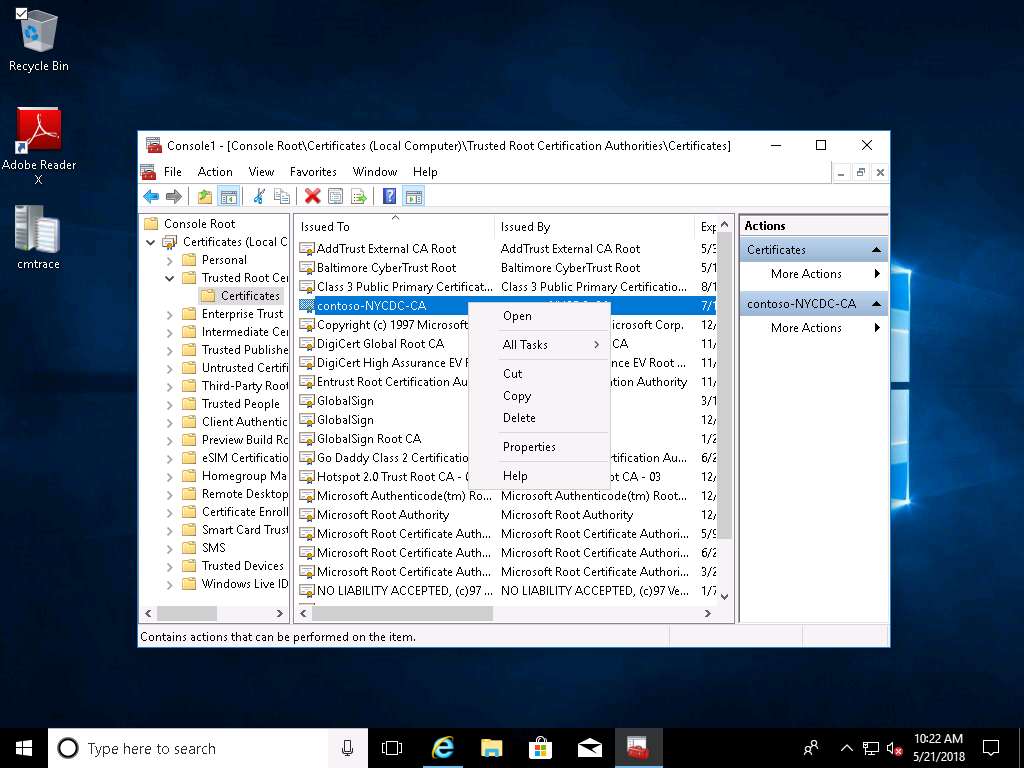 Recycle Bin
Adobe Reader
X
cmtrace
Console1 - [Console Root\Certificates (Local Computer)\Trusted Root Certification Authorities\Certificates]
File Action View Favorites Window Help
Console Root
Certificates (Local C
Personal
Trusted Root Cer
Certificates
Enterprise Trust
Intermediate Cer
Trusted Publishe
Untrusted Certifi
Third-Party Root
Trusted People
Client Authentic
Preview Build Ro
eSIM Certificatio
Homegroup Ma
Remote Desktop
Certificate Enroll
Smart Card Trust
SMS
Trusted Devices
Windows Live ID
Issued To Issued By Exp
AddTrust External CA Root AddTrust External CA Root 5/3
Baltimore CyberTrust Root Baltimore CyberTrust Root 5/1
Class 3 Public Primary Certificat... Class 3 Public Primary Certificatio... 8/1
contoso-NYCDC-CA 7/1
Copyright (c) 1997 Microsoft icrosoft Corp. 12/
DigiCert Global Root CA CA 11/
DigiCert High Assurance EV R nce EV Root ... 11/
Entrust Root Certification Au ation Authority 11/
GlobalSign 3/1
GlobalSign 12/
GlobalSign Root CA 1/2
Go Daddy Class 2 Certificatio ication Au... 6/2
Hotspot 2.0 Trust Root CA - 0 ot CA - 03 12/
Microsoft Authenticode(tm) Ro... Microsoft Authenticode(tm) Root... 12/
Microsoft Root Authority Microsoft Root Authority 12/
Microsoft Root Certificate Auth... Microsoft Root Certificate Authori... 5/9
Microsoft Root Certificate Auth... Microsoft Root Certificate Authori... 6/2
Microsoft Root Certificate Auth... Microsoft Root Certificate Authori... 3/2
NO LIABILITY ACCEPTED, (c)97 ... NO LIABILITY ACCEPTED, (c)97 Ve... 1/7
Open
All Tasks
Cut
Copy
Delete
Properties
Help
Actions
Certificates
More Actions
contoso-NYCDC-CA
More Actions
Contains actions that can be performed on the item.
Type here to search
10:22 AM
5/21/2018